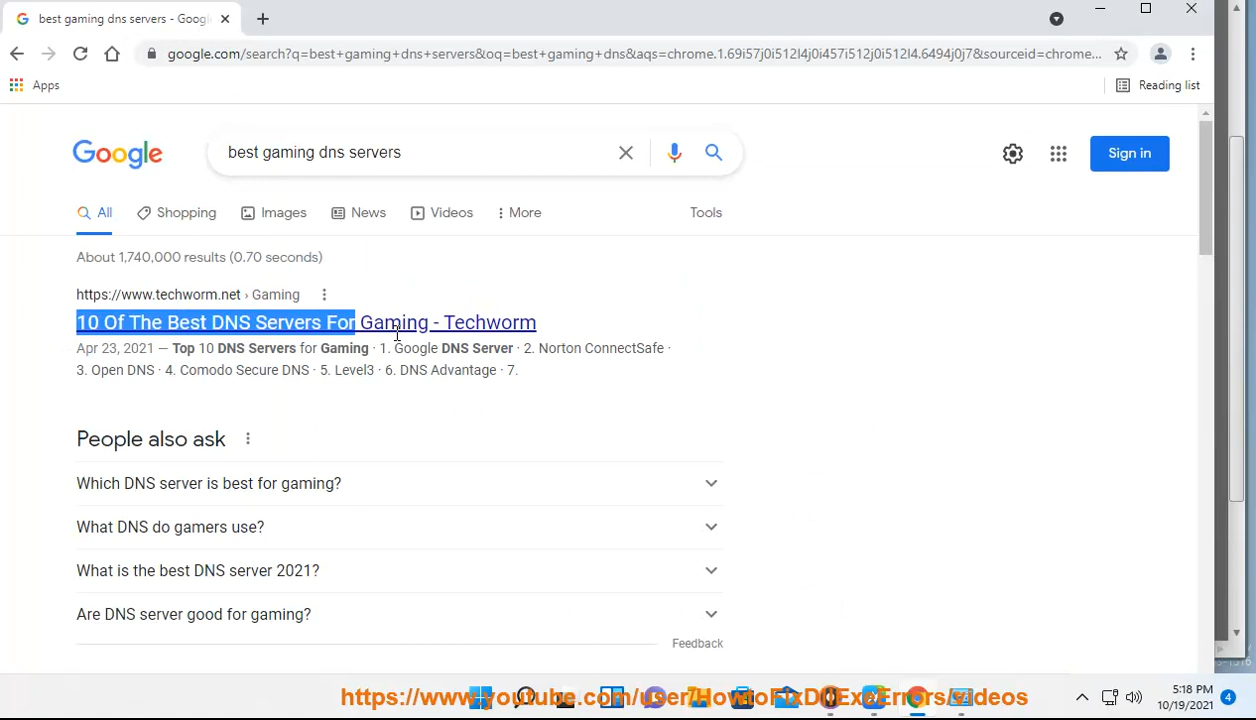 best gaming dns servers - Googl
google.com/search?q=best+gaming+dns+servers&oq=best+gaming+dns&aqs=chrome.1.69i57j0i512l4j0i457i512j0i512l4.6494j0j7&sourceid=chrome...
Apps
Reading list
Google
best gaming dns servers
Sign in
All
Shopping
Images
News
Videos
More
Tools
About 1,740,000 results (0.70 seconds)
https://www.techworm.net › Gaming
10 Of The Best DNS Servers For Gaming - Techworm
Apr 23, 2021 — Top 10 DNS Servers for Gaming · 1. Google DNS Server · 2. Norton ConnectSafe ·
3. Open DNS · 4. Comodo Secure DNS · 5. Level3 · 6. DNS Advantage · 7.
People also ask
Which DNS server is best for gaming?
What DNS do gamers use?
What is the best DNS server 2021?
Are DNS server good for gaming?
Feedback
https://www.youtube.com/user/HowtoFixDllExeErrors/videos
5:18 PM
10/19/2021
4